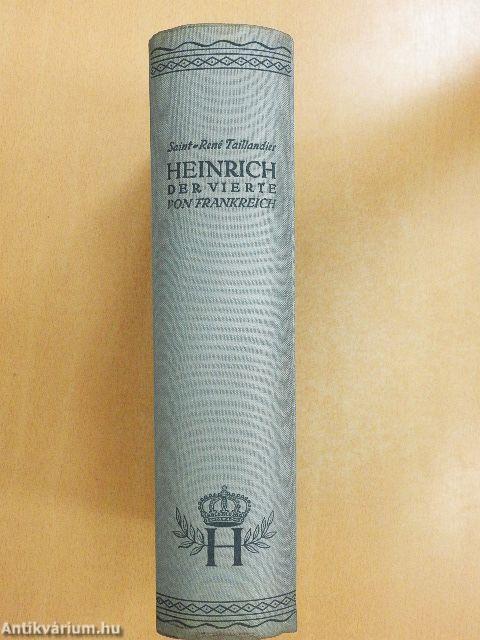 Saint-René Taillandier
HEINRICH
DER VIERTE
VON FRANKREICH
H
Antikvárium.hu